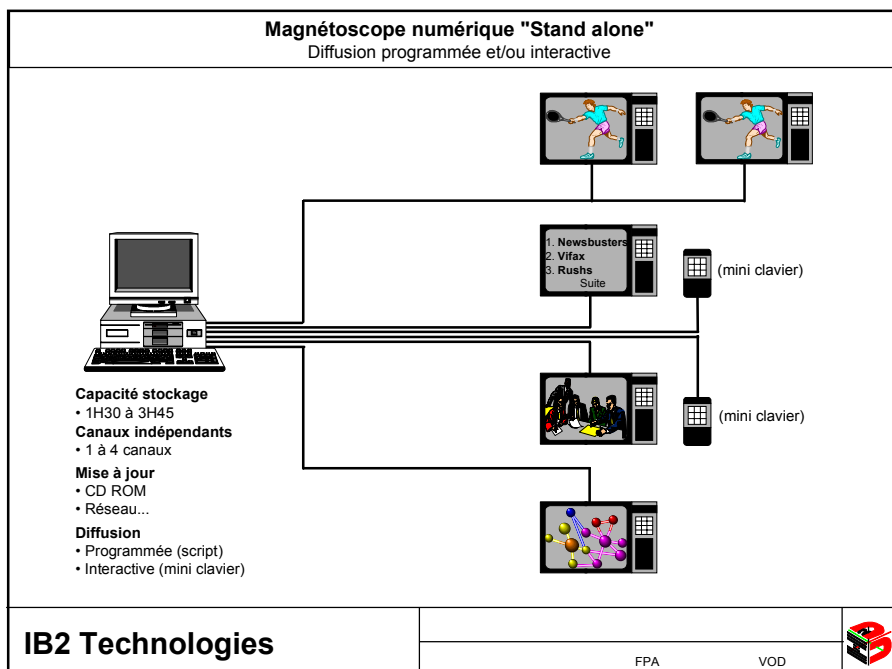 Magnétoscope numérique "Stand alone"
Diffusion programmée et/ou interactive
1. Newsbusters
2. Vifax
3. Rushs
Suite
(mini clavier)
(mini clavier)
Capacité stockage
• 1H30 à 3H45
Canaux indépendants
• 1 à 4 canaux
Mise à jour
• CD ROM
• Réseau...
Diffusion
• Programmée (script)
• Interactive (mini clavier)
IB2 Technologies
FPA VOD